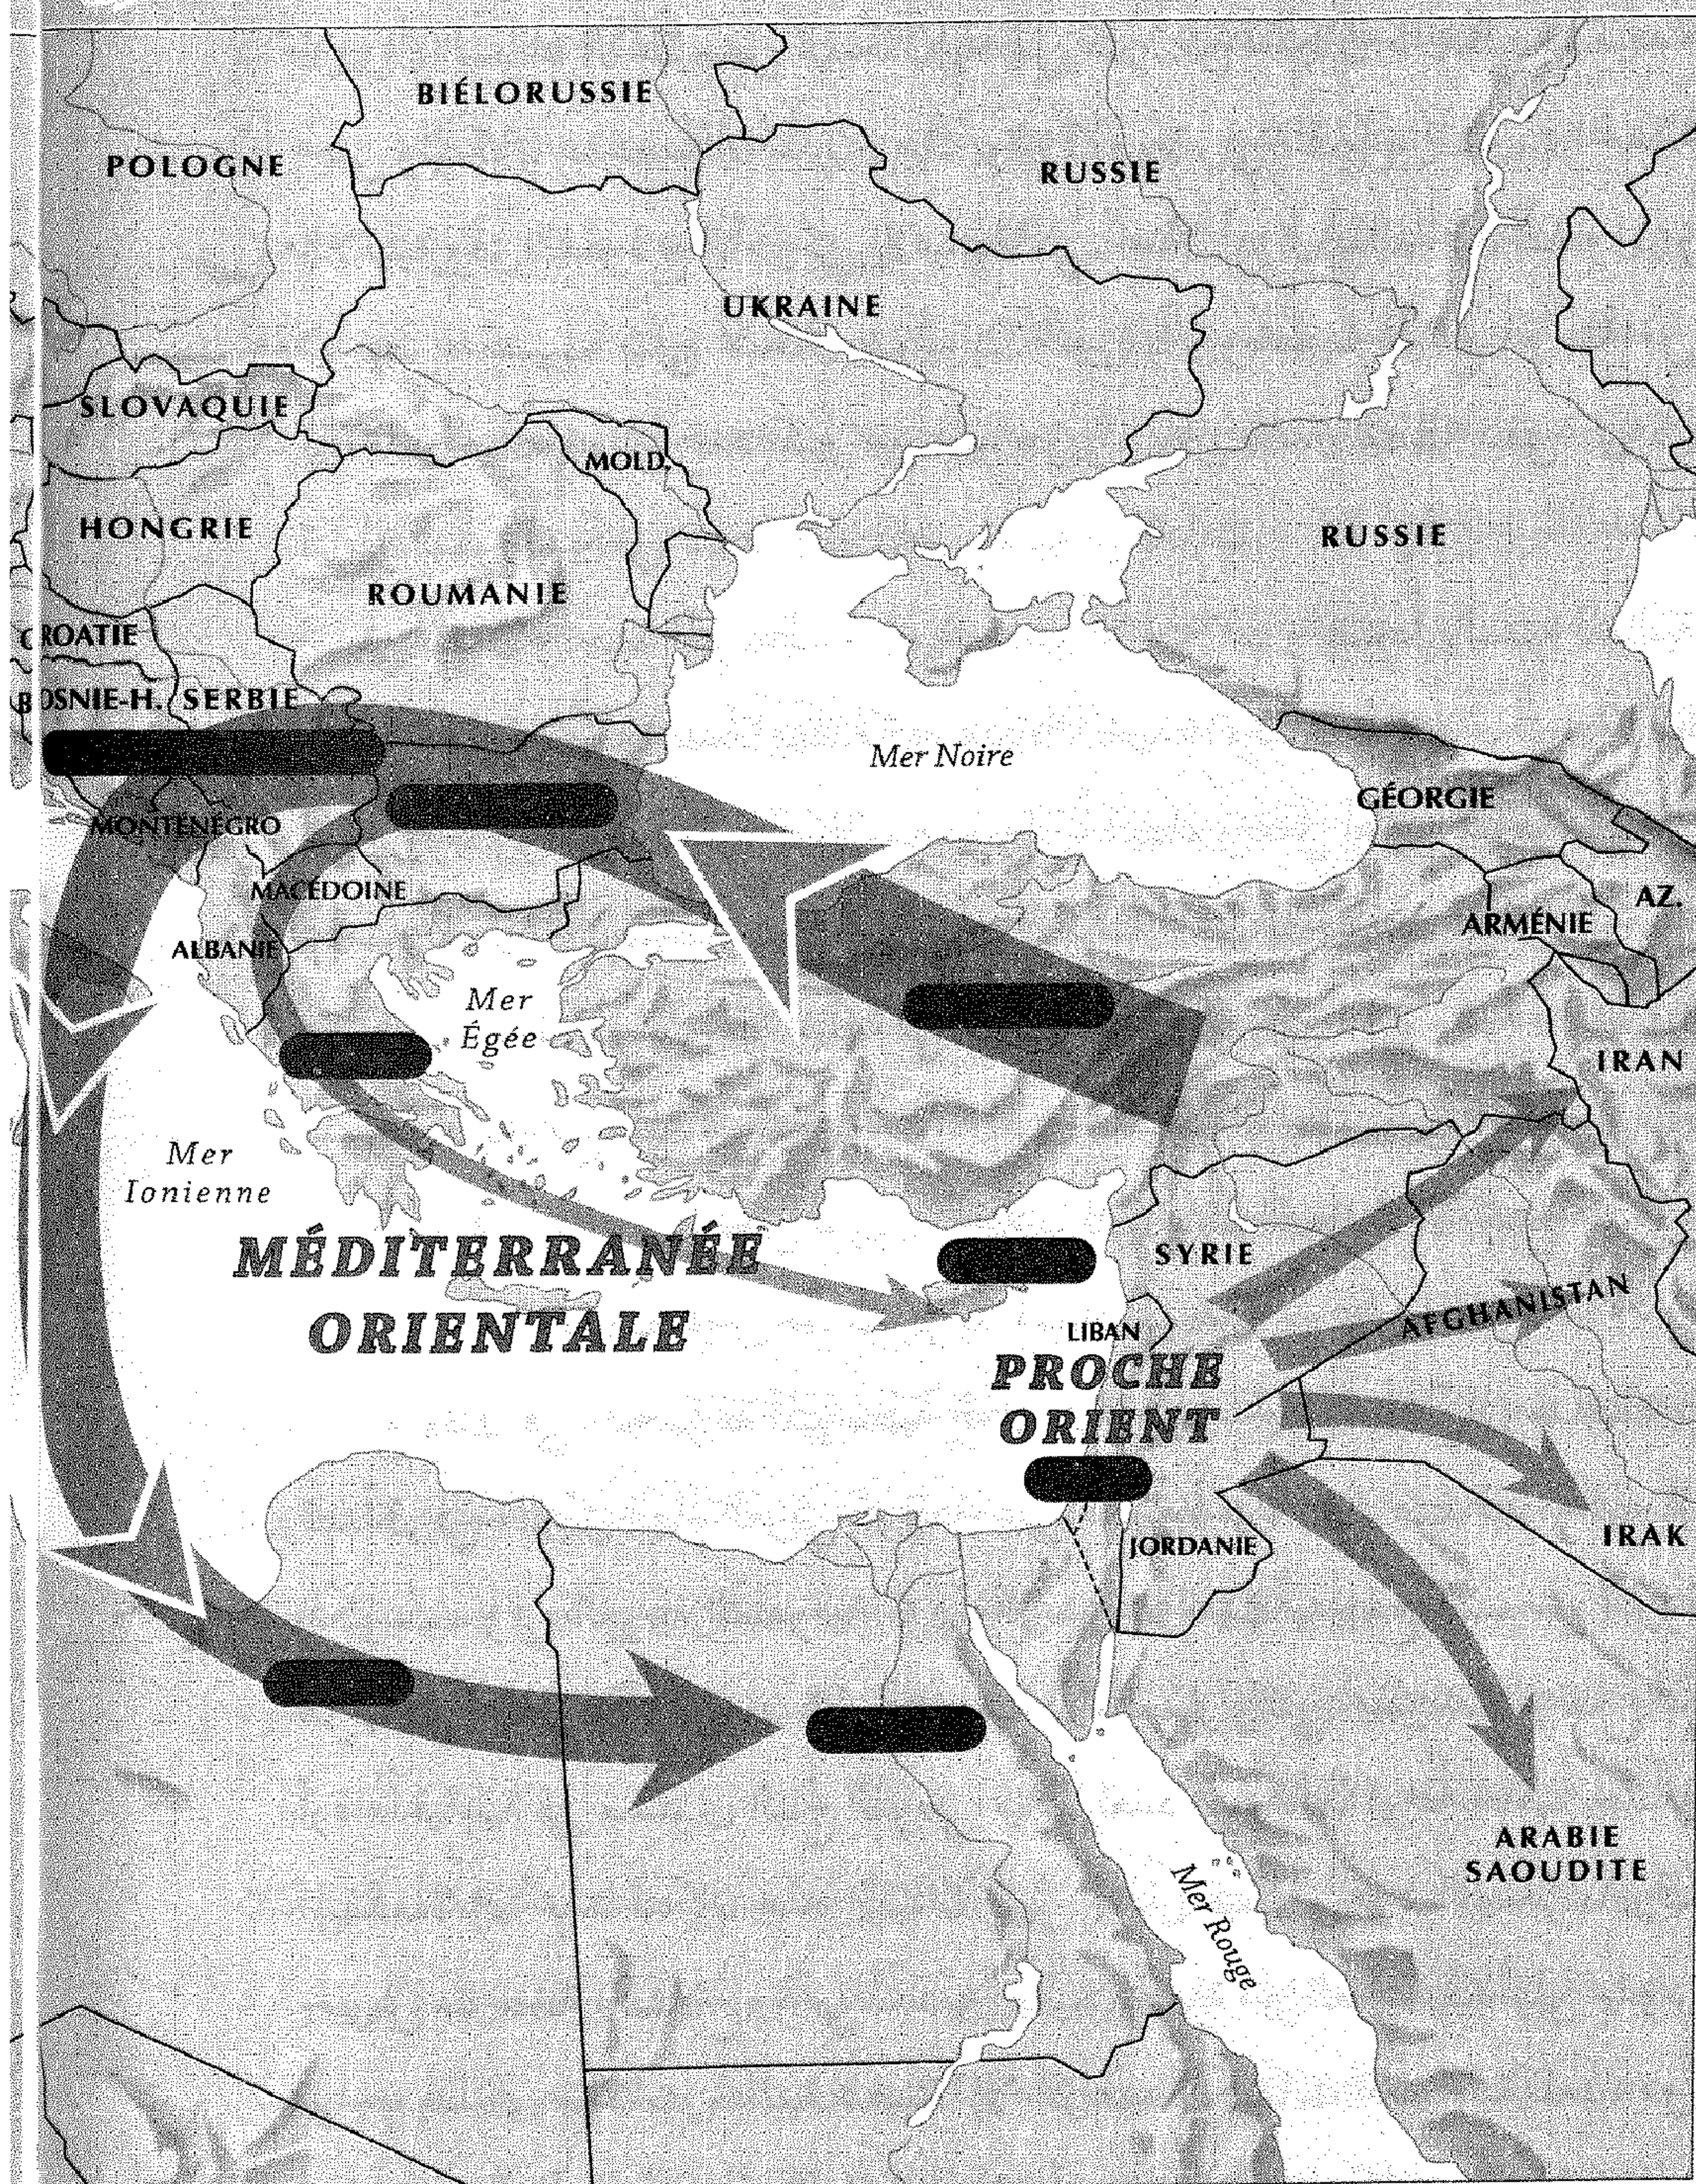 BIÉLORUSSIE
POLOGNE
RUSSIE
UKRAINE
SLOVAQUIE
MOLD.
HONGRIE
RUSSIE
ROUMANIE
CROATIE
BOSNIE-H.
SERBIE
Mer Noire
GÉORGIE
MONTENÉGRO
MACÉDOINE
AZ.
ARMÉNIE
ALBANIE
Mer
Égée
IRAN
Mer
Ionienne
MÉDITERRANÉE
ORIENTALE
SYRIE
AFGHANISTAN
LIBAN
PROCHE
ORIENT
IRAK
JORDANIE
ARABIE
SAOUDITE
Mer Rouge